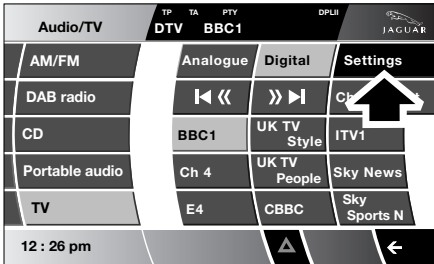 Audio/TV
TP TA PTY DPLII
DTV BBC1
JAGUAR
AM/FM
Analogue
Digital
Settings
DAB radio
CD
BBC1
UK TV Style
ITV1
Portable audio
Ch 4
UK TV People
Sky News
TV
E4
CBBC
Sky Sports N
12 : 26 pm